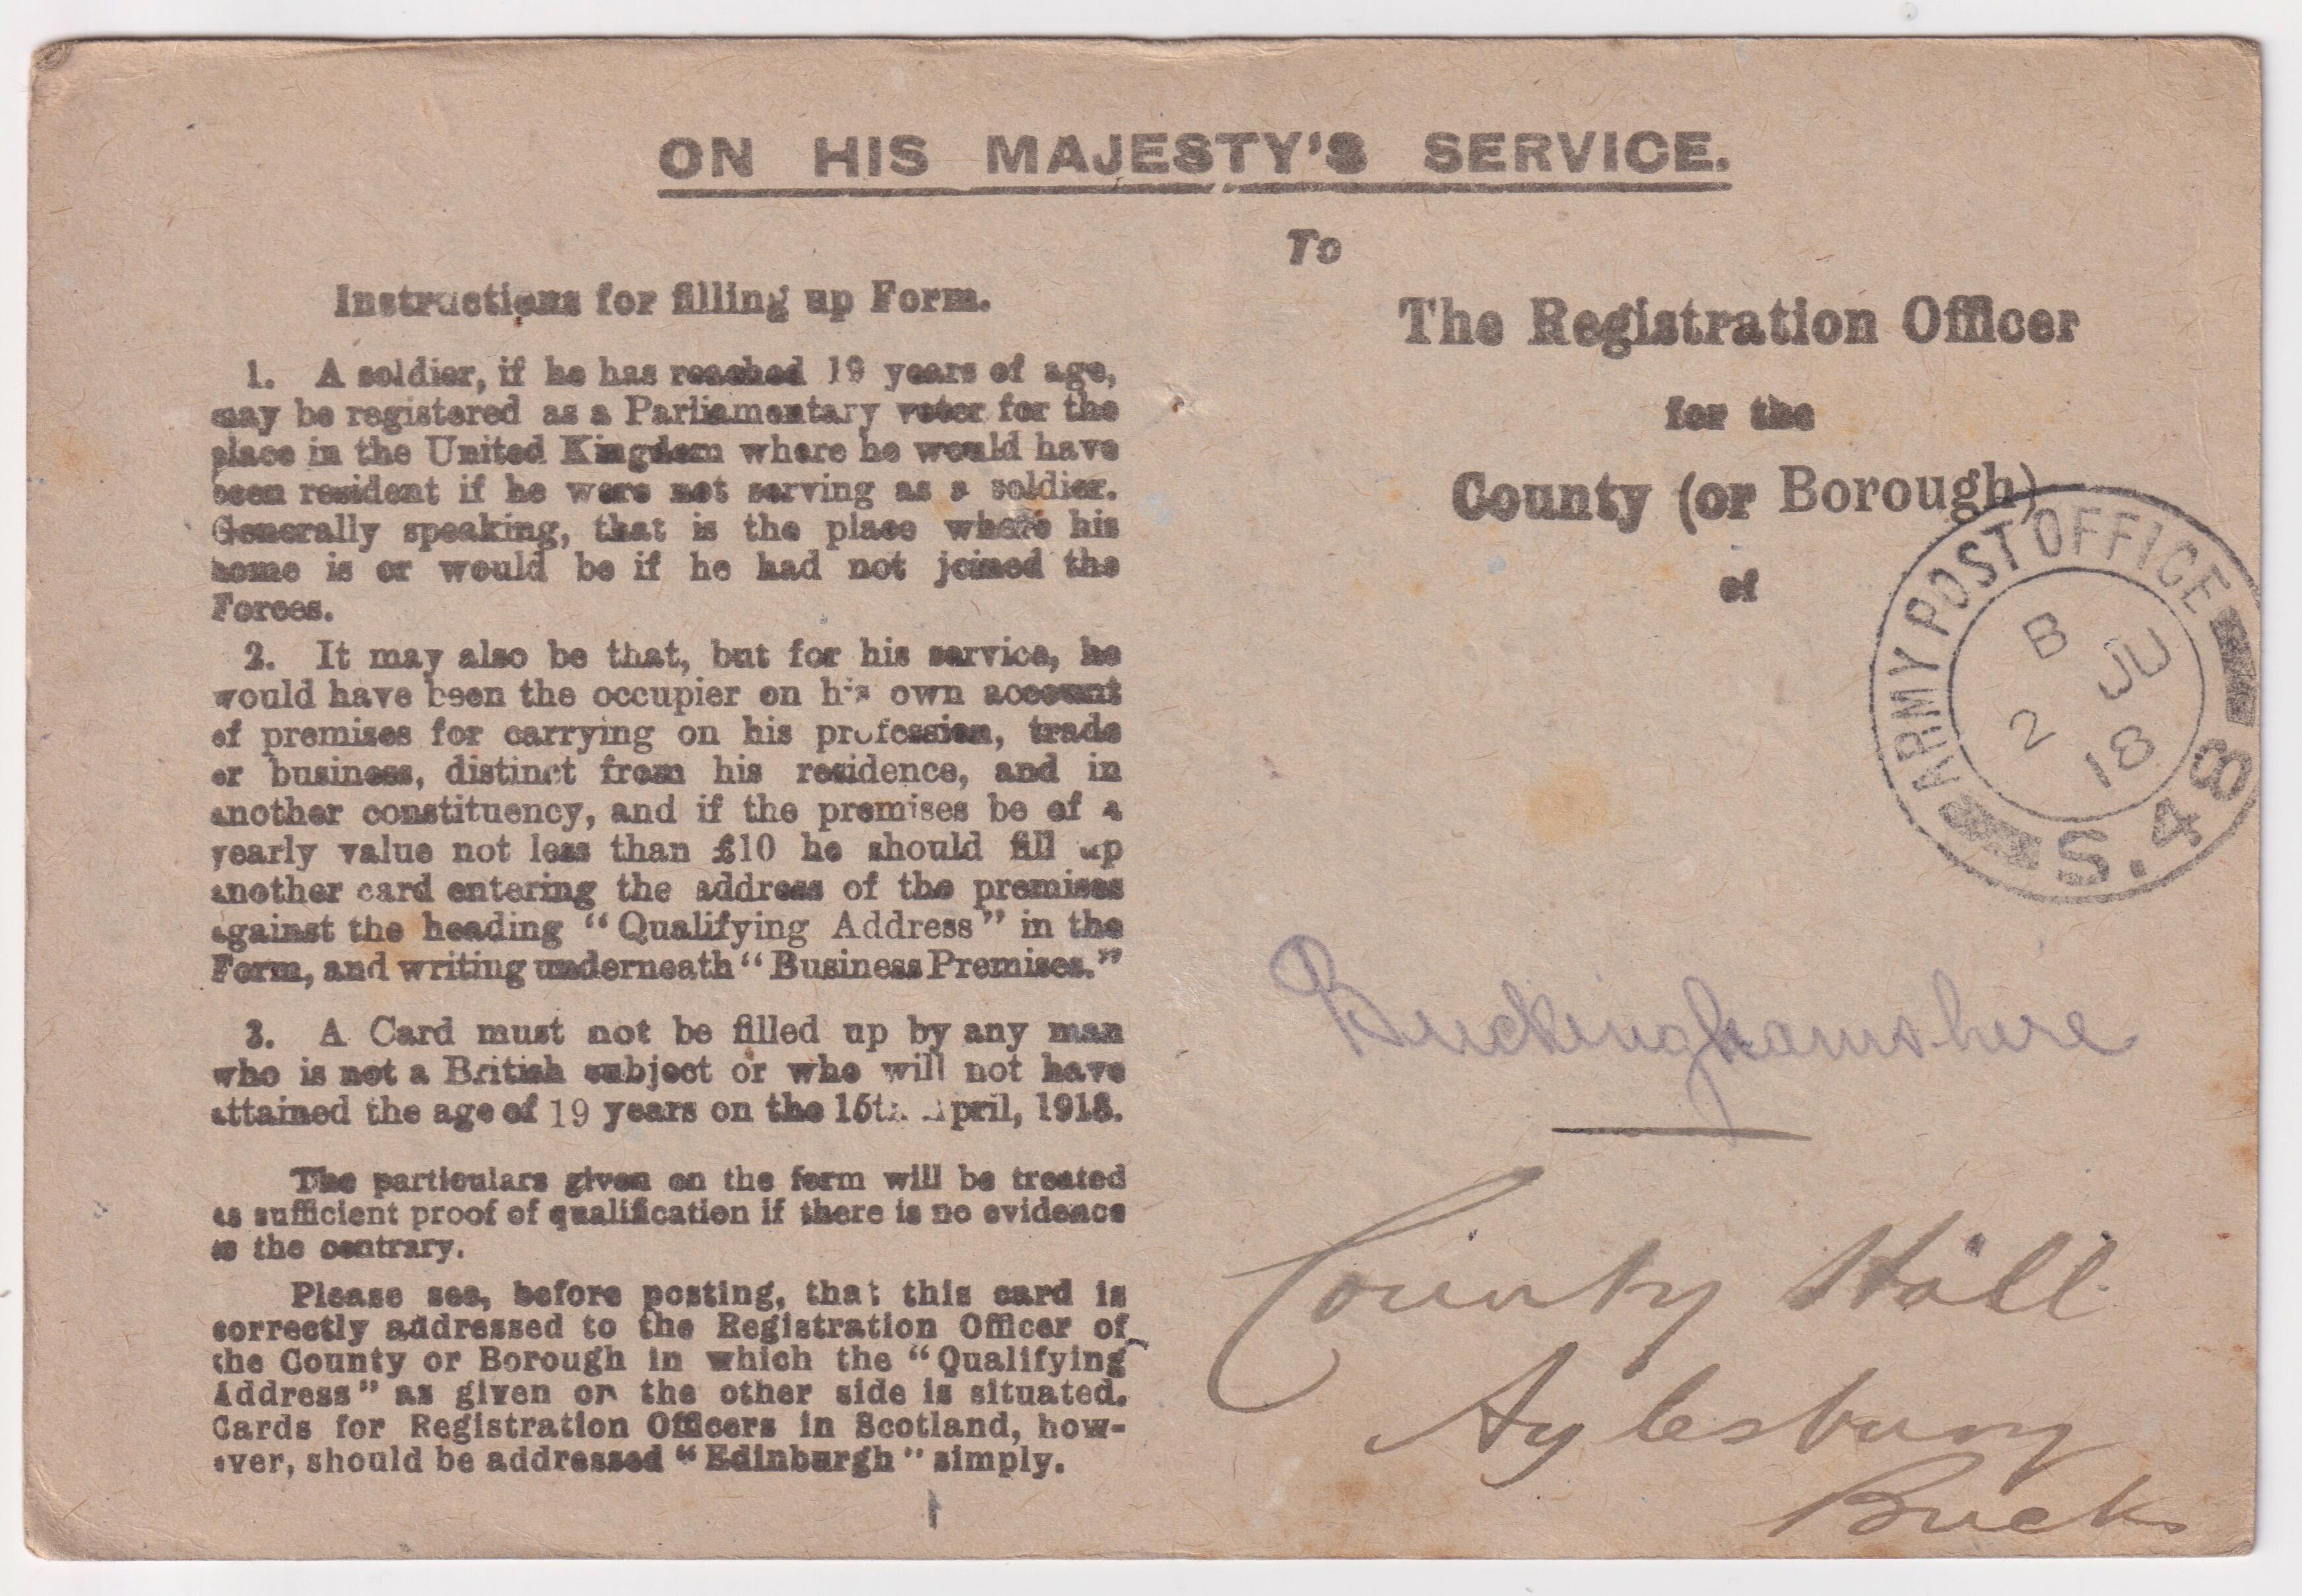 ON HIS MAJESTY'S SERVICE.
Instructions for filling up Form.
1. A soldier, if he has reached 19 years of age,
may be registered as a Parliamentary voter for the
place in the United Kingdom where he would have
been resident if he were not serving as a soldier.
Generally speaking, that is the place where his
home is or would be if he had not joined the
Forces.
2. It may also be that, but for his service, he
would have been the occupier on his own account
of premises for carrying on his profession, trade
or business, distinct from his residence, and in
another constituency, and if the premises be of a
yearly value not less than £10 he should fill up
another card entering the address of the premises
against the heading "Qualifying Address" in the
Form, and writing underneath "Business Premises."
3. A Card must not be filled up by any man
who is not a British subject or who will not have
attained the age of 19 years on the 15th April, 1918.
The particulars given on the form will be treated
as sufficient proof of qualification if there is no evidence
to the contrary.
Please see, before posting, that this card is
correctly addressed to the Registration Officer of
the County or Borough in which the "Qualifying
Address" as given on the other side is situated.
Cards for Registration Officers in Scotland, how-
ever, should be addressed "Edinburgh" simply.
To
The Registration Officer
for the
County (or Borough)
of
ARMY POST OFFICE
B
JU
2
18
S.48
Buckinghamshire
County Hall
Aylesbury
Bucks